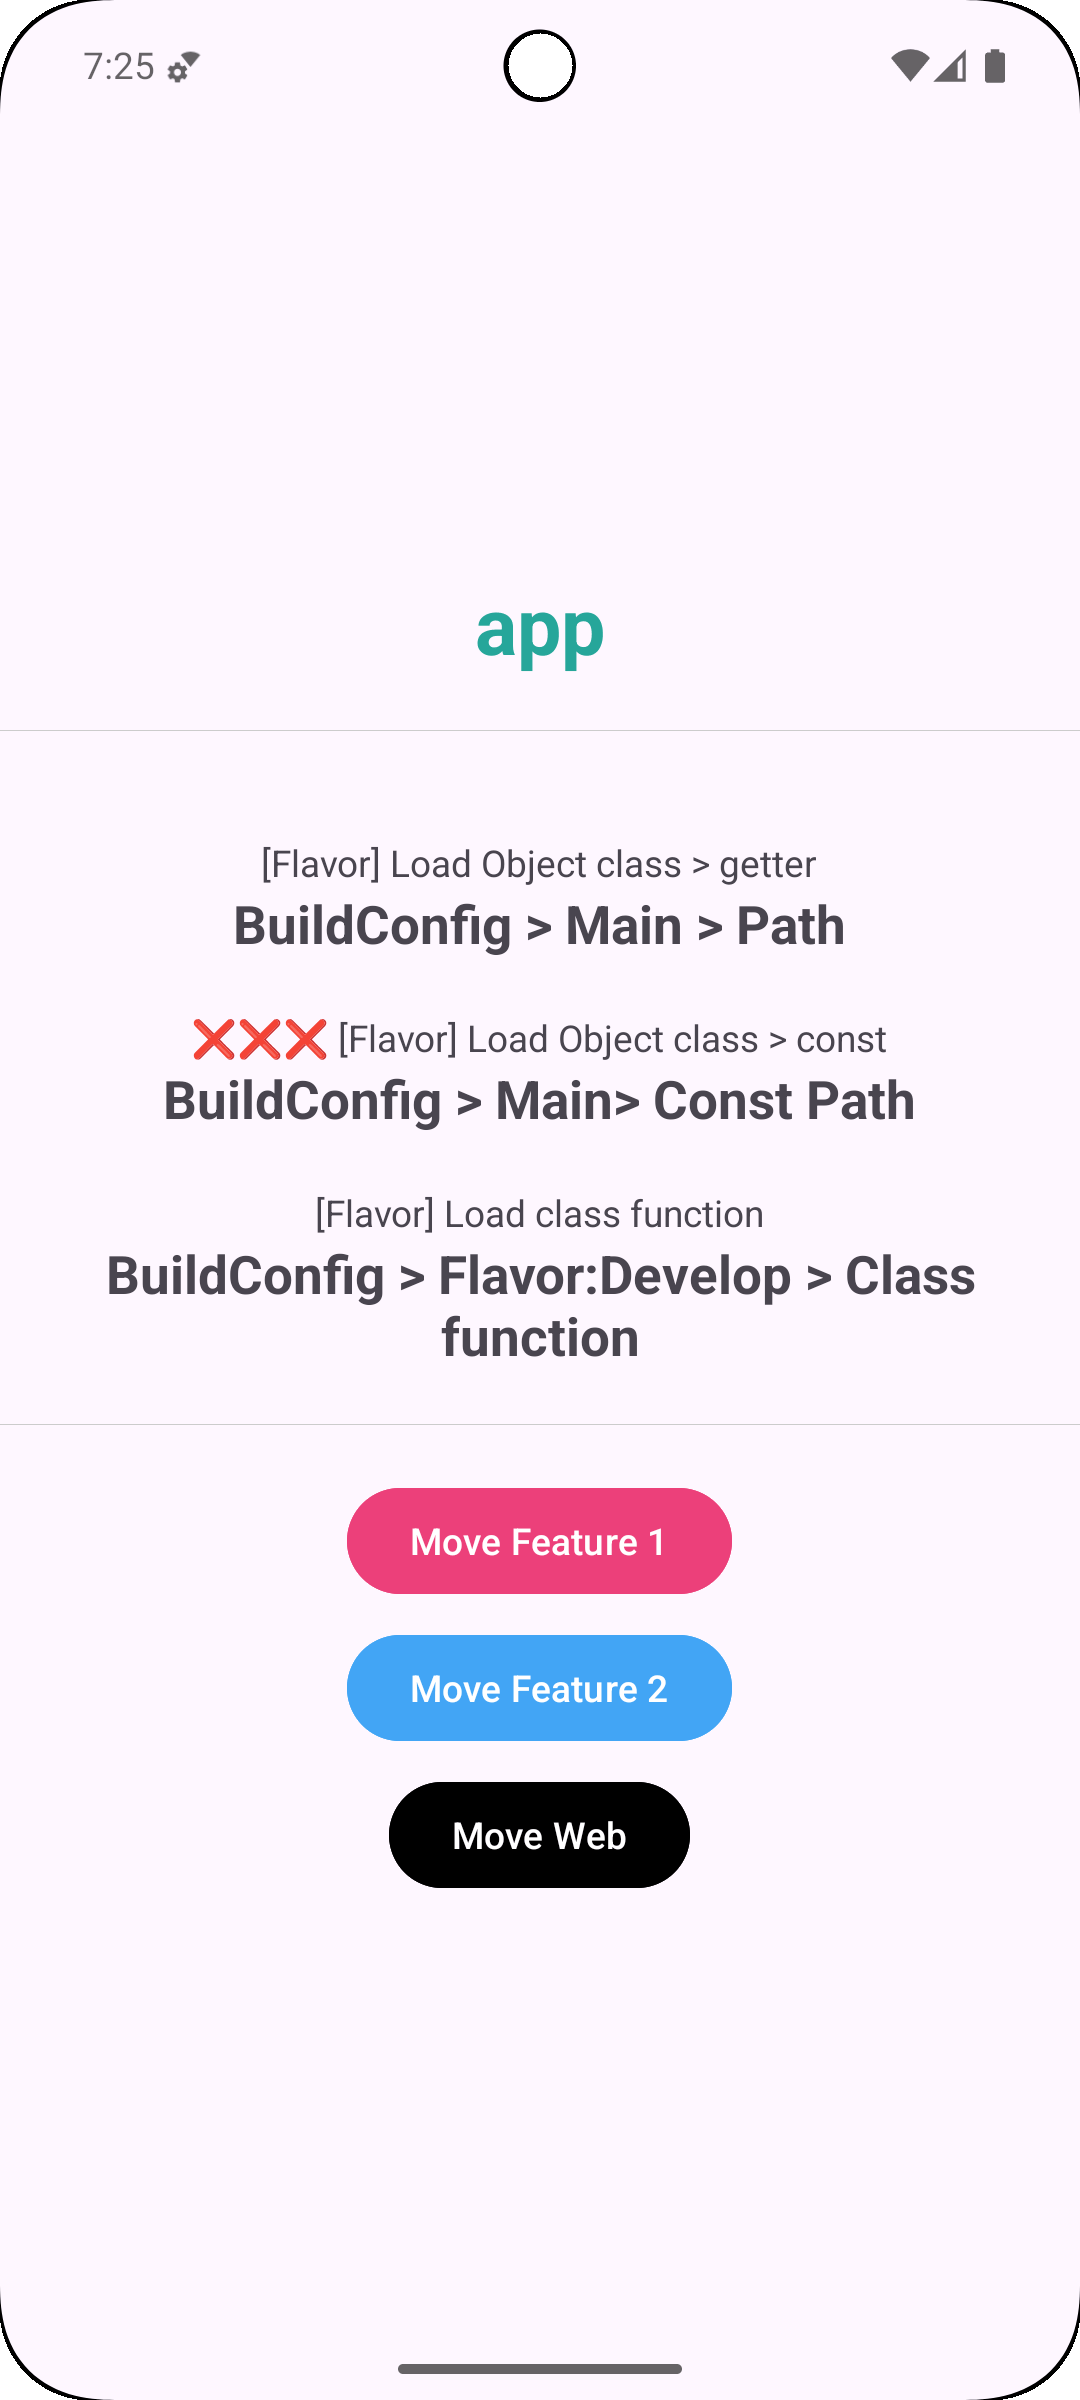 7:25
app
[Flavor] Load Object class > getter
BuildConfig > Main > Path
❌❌❌ [Flavor] Load Object class > const
BuildConfig > Main> Const Path
[Flavor] Load class function
BuildConfig > Flavor:Develop > Class
function
Move Feature 1
Move Feature 2
Move Web